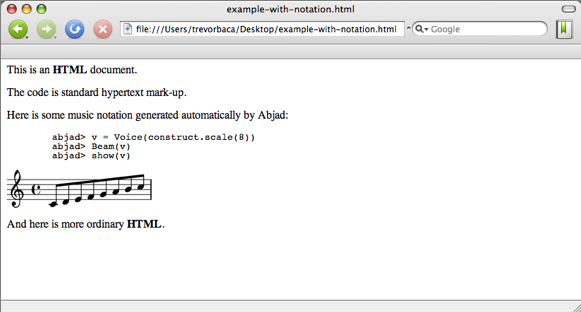 example-with-notation.html
file:///Users/trevorbaca/Desktop/example-with-notation.html
Google
This is an HTML document.
The code is standard hypertext mark-up.
Here is some music notation generated automatically by Abjad:
abjad> v = Voice(construct.scale(8))
abjad> Beam(v)
abjad> show(v)
And here is more ordinary HTML.